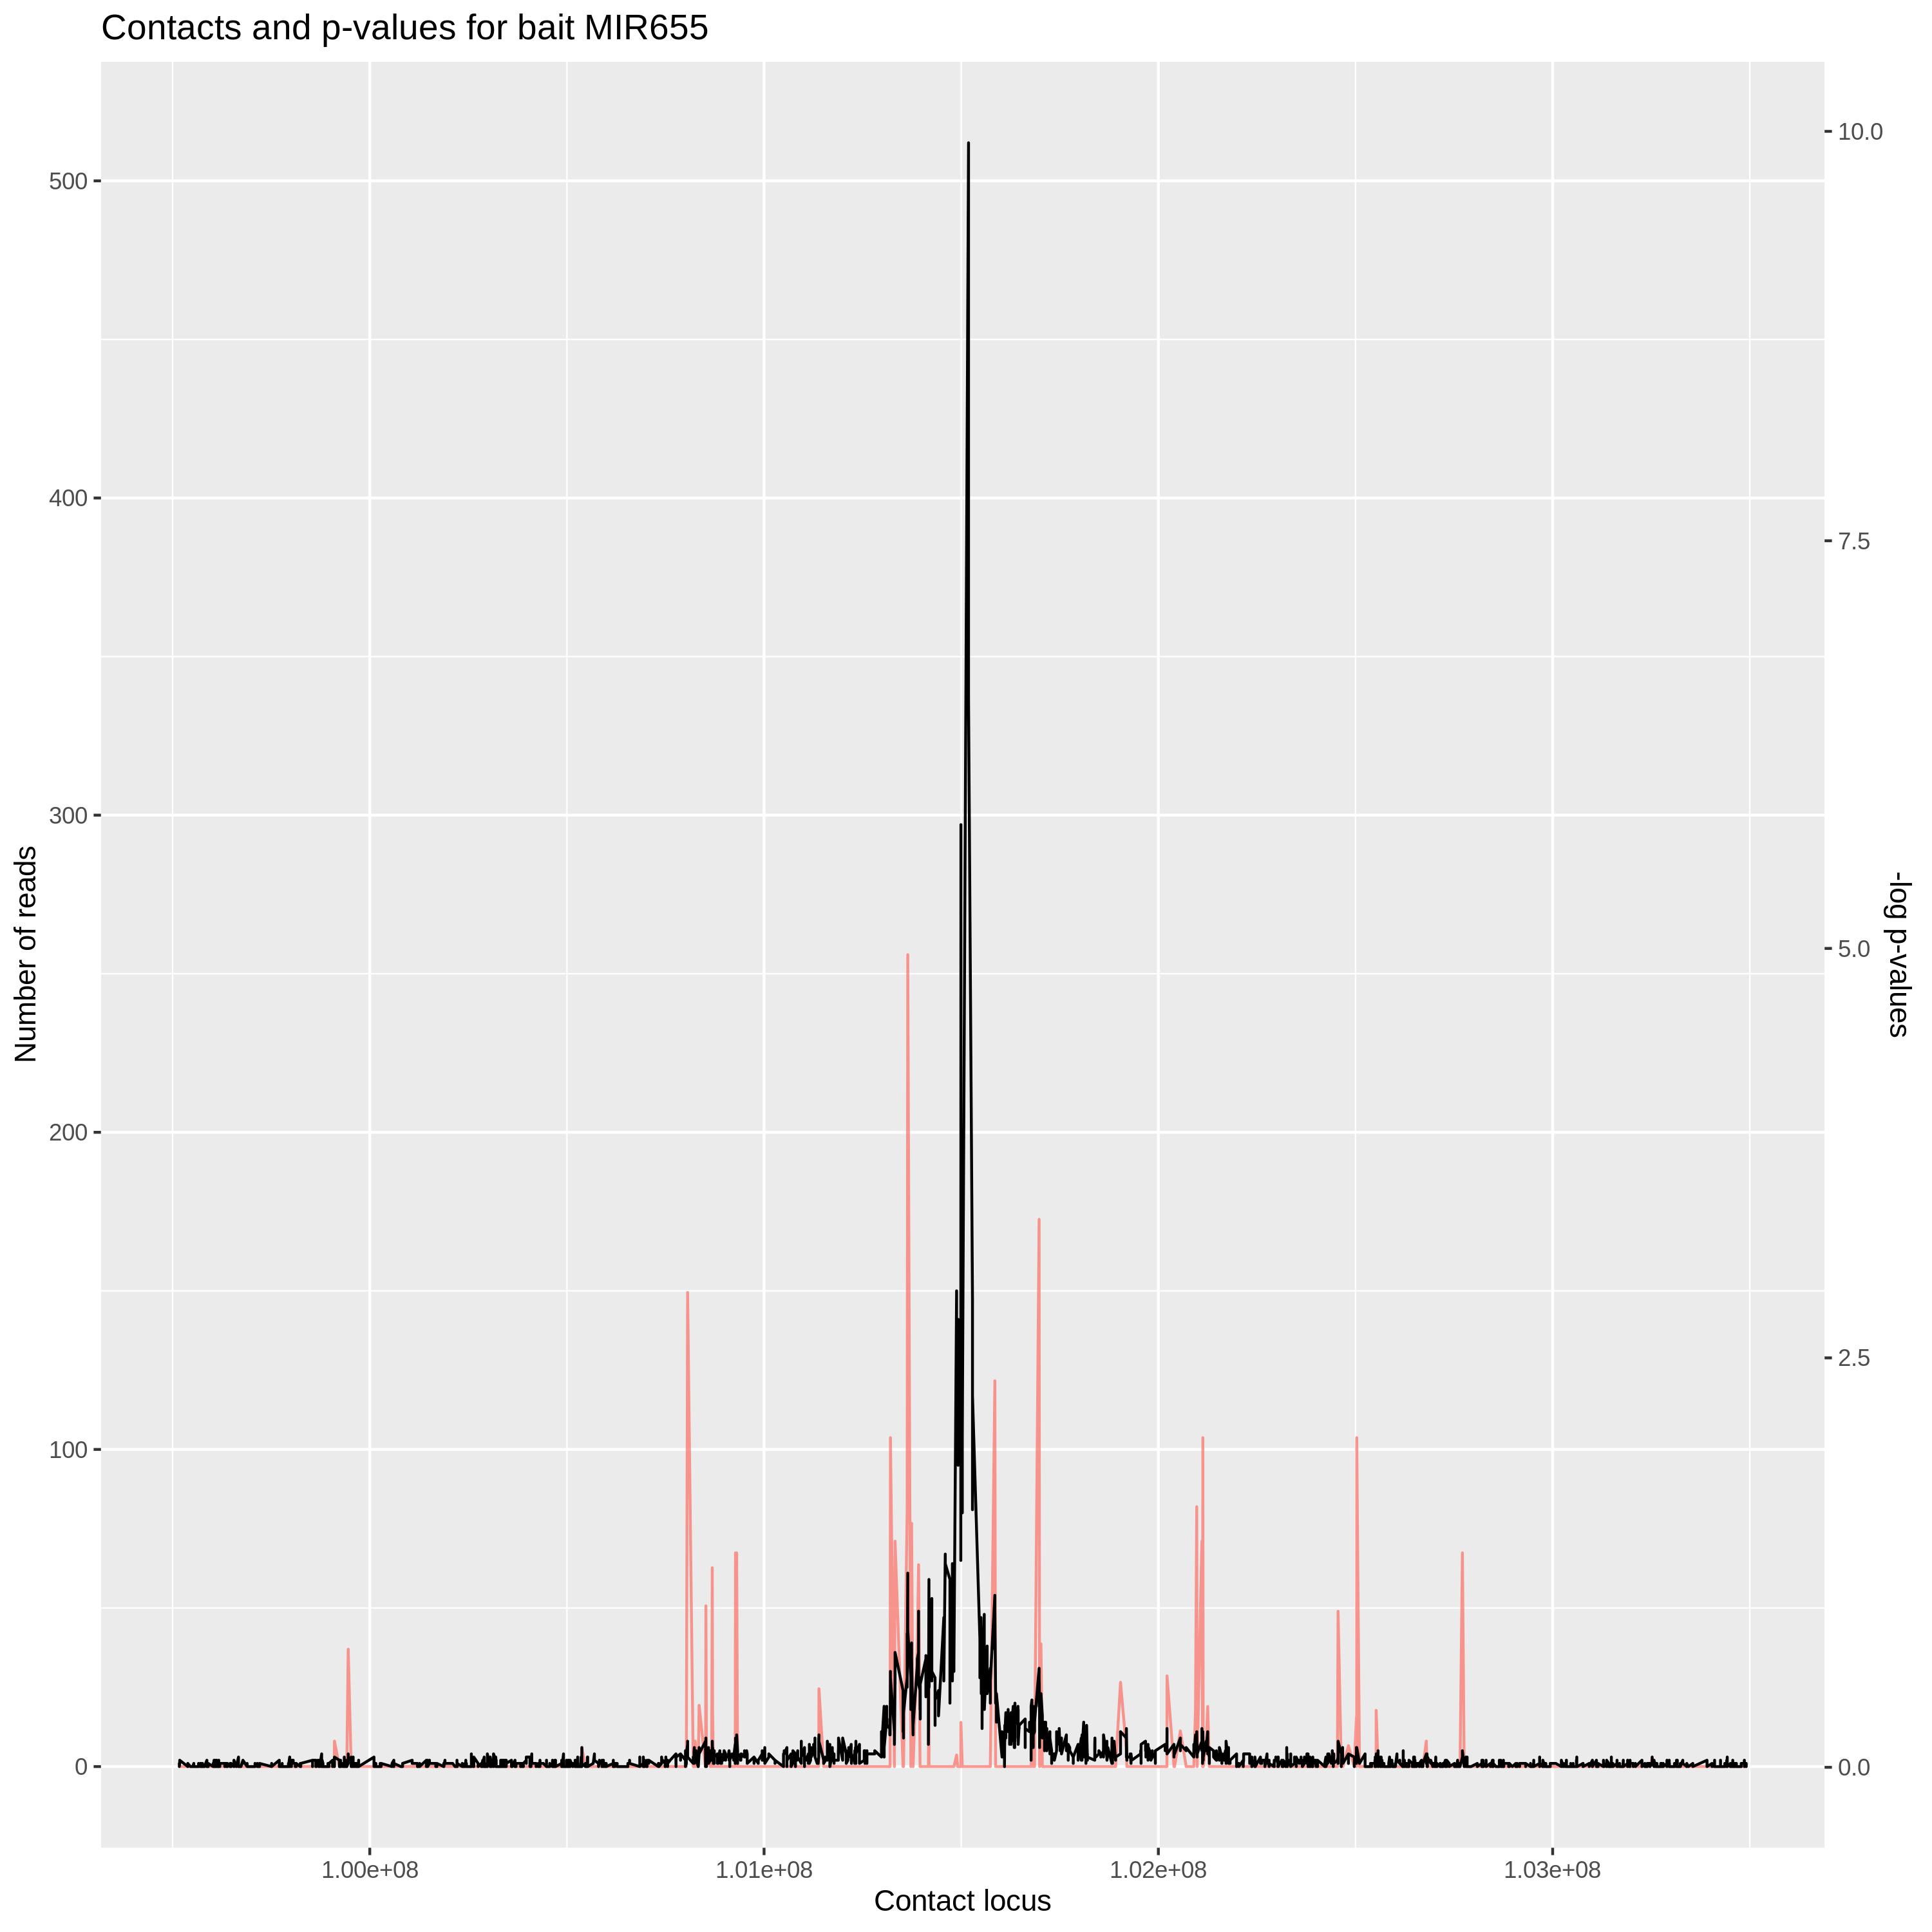 Contacts and p-values for bait MIR655
10.0
500
400
7.5
300
Number of reads
-log p-values
5.0
200
2.5
100
0
0.0
1.00e+08
1.01e+08
1.02e+08
1.03e+08
Contact locus